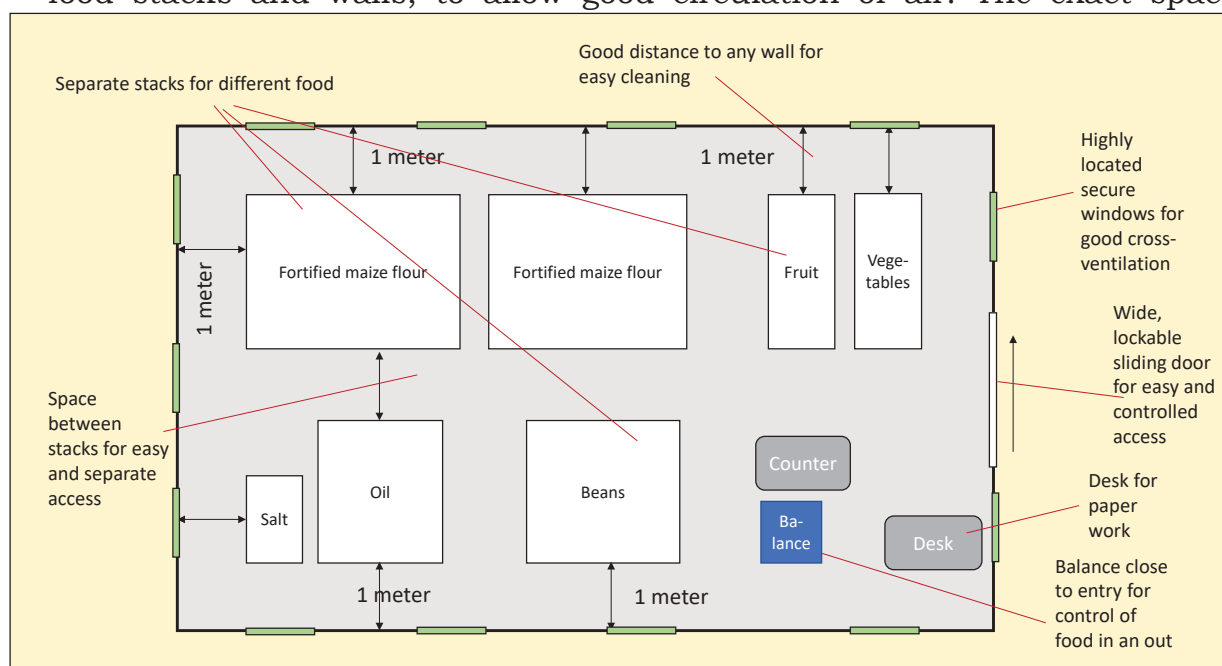 food stacks and walls, to allow good circulation of air. The exact spac
Separate stacks for different food
Good distance to any wall for
easy cleaning
1 meter
1 meter
Highly
located
secure
windows for
good cross-
ventilation
1 meter
Fortified maize flour
Fortified maize flour
Fruit
Vege-
tables
Wide,
lockable
sliding door
for easy and
controlled
access
Space
between
stacks for easy
and separate
access
Salt
Oil
Beans
Counter
Ba-
lance
Desk
Desk for
paper
work
1 meter
1 meter
Balance close
to entry for
control of
food in an out